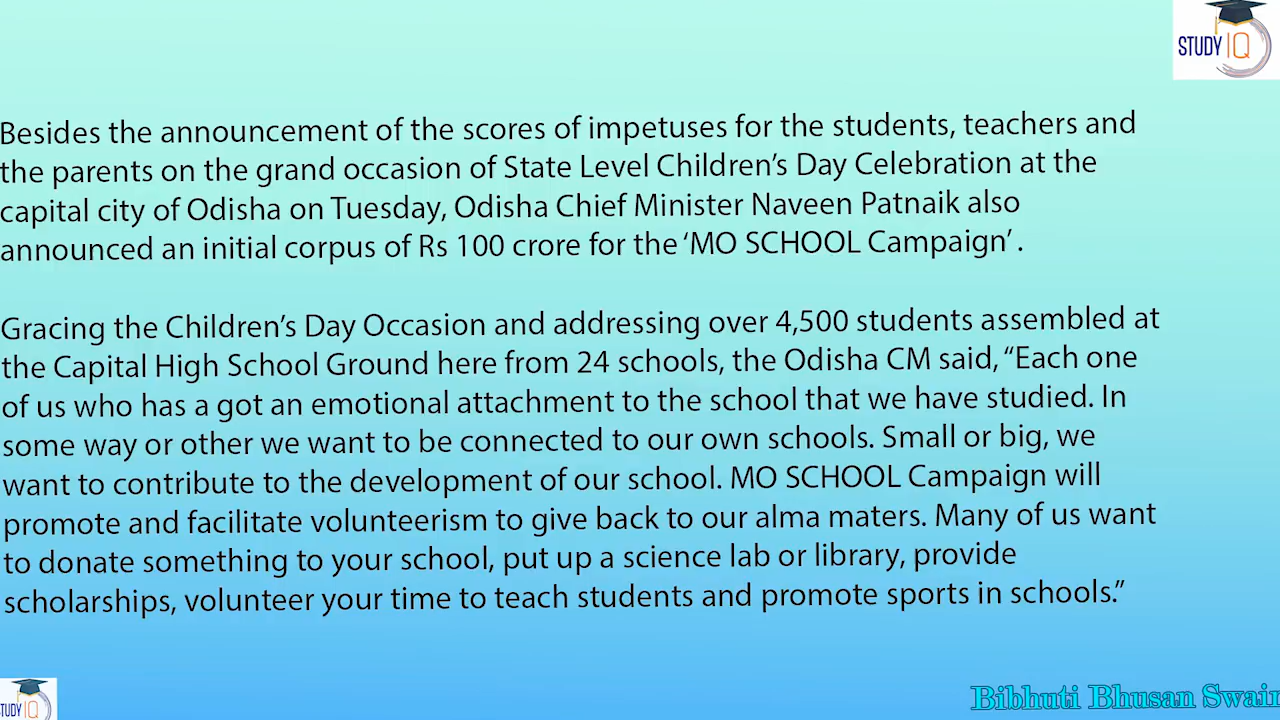 STUDY IQ
Besides the announcement of the scores of impetuses for the students, teachers and
the parents on the grand occasion of State Level Children's Day Celebration at the
capital city of Odisha on Tuesday, Odisha Chief Minister Naveen Patnaik also
announced an initial corpus of Rs 100 crore for the ‘MO SCHOOL Campaign’ .
Gracing the Children's Day Occasion and addressing over 4,500 students assembled at
the Capital High School Ground here from 24 schools, the Odisha CM said, “Each one
of us who has a got an emotional attachment to the school that we have studied. In
some way or other we want to be connected to our own schools. Small or big, we
want to contribute to the development of our school. MO SCHOOL Campaign will
promote and facilitate volunteerism to give back to our alma maters. Many of us want
to donate something to your school, put up a science lab or library, provide
scholarships, volunteer your time to teach students and promote sports in schools.”
STUDY IQ
Bibhuti Bhusan Swain